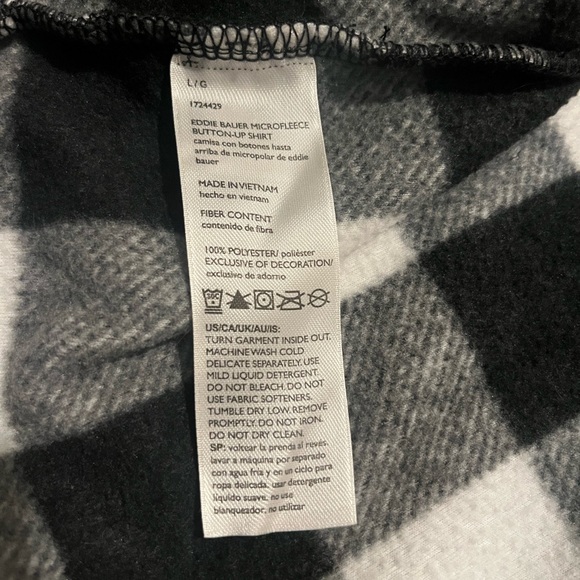 L/G
1724429
EDDIE BAUER MICROFLEECE
BUTTON-UP SHIRT
camisa con botones hasta
arriba de micropolar de eddie
bauer
MADE IN VIETNAM
hecho en vietnam
FIBER CONTENT
contenido de fibra
100% POLYESTER/ poliéster
EXCLUSIVE OF DECORATION/
exclusivo de adorno
30C
US/CA/UK/AU/IS:
TURN GARMENT INSIDE OUT.
MACHINE WASH COLD
DELICATE SEPARATELY. USE
MILD LIQUID DETERGENT.
DO NOT BLEACH. DO NOT
USE FABRIC SOFTENERS.
TUMBLE DRY LOW. REMOVE
PROMPTLY. DO NOT IRON.
DO NOT DRY CLEAN.
SP: voltear la prenda al revés.
lavar a máquina por separado
con agua fría y en un ciclo para
ropa delicada. usar detergente
líquido suave. no use
blanqueador. no utilizar